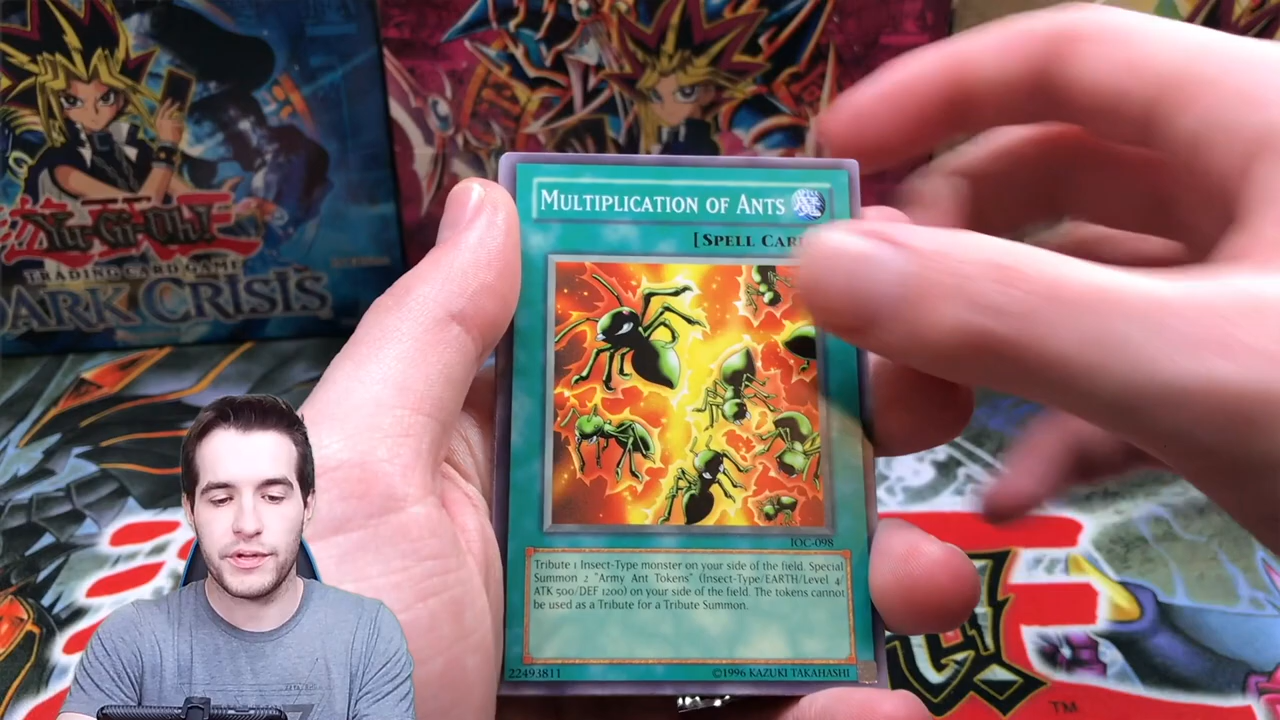 Yu-Gi-Oh!
TRADING CARD GAME
DARK CRISIS
MULTIPLICATION OF ANTS
[SPELL CAR
IOC-098
Tribute 1 Insect-Type monster on your side of the field. Special
Summon 2 "Army Ant Tokens" (Insect-Type/EARTH/Level 4/
ATK 500/DEF 1200) on your side of the field. The tokens cannot
be used as a Tribute for a Tribute Summon.
22493811
©1996 KAZUKI TAKAHASHI
TM